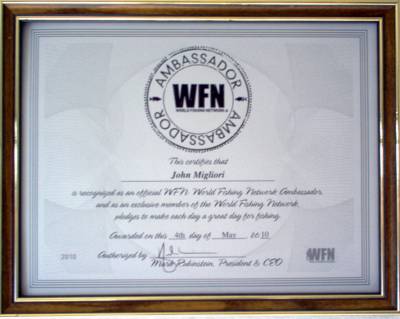 AMBASSADOR
WFN
WORLD FISHING NETWORK
AMBASSADOR
This certifies that
John Migliori
is recognized as an official WFN: World Fishing Network Ambassador,
and as an exclusive member of the World Fishing Network,
pledges to make each day a great day for fishing.
Awarded on this 4th day of May, 2010
Authorized by
2010 Mark Rubinstein, President & CEO WFN